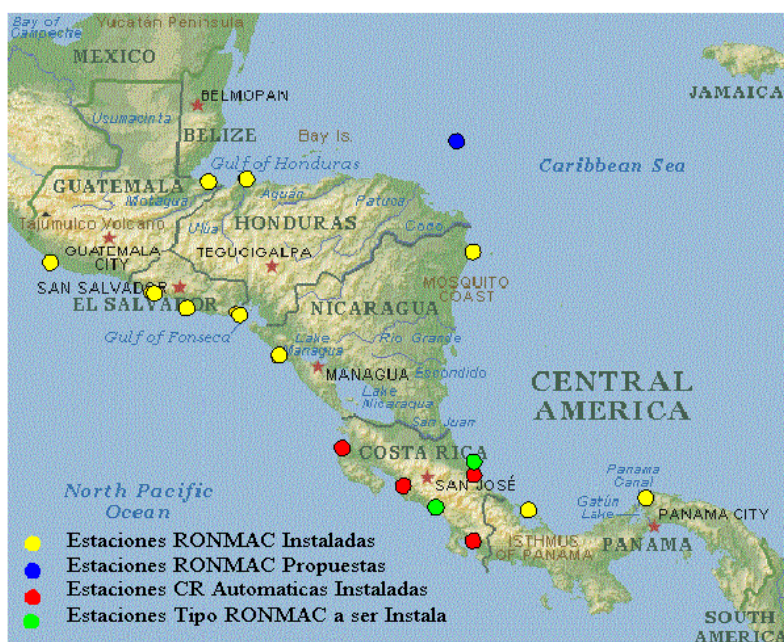 Yucatán Peninsula
Bay of
Campeche
MEXICO
JAMAICA
BELMOPAN
Usumacinta
BELIZE
Bay Is.
Gulf of Honduras
Caribbean Sea
GUATEMALA
Motagua
Aguán
Patuca
Tajumulco Volcano
Ulúa
HONDURAS
Coco
GUATEMALA
CITY
TEGUCIGALPA
SAN SALVADOR
MOSQUITO
COAST
EL SALVADOR
NICARAGUA
Gulf of Fonseca
Lake
Managua
Rio Grande
MANAGUA
Escondido
CENTRAL
AMERICA
Lake
Nicaragua
San Juan
COSTA RICA
Panama
Canal
SAN JOSÉ
Gatún
Lake
North Pacific
Ocean
PANAMA CITY
ISTHMUS
OF PANAMA
PANAMA
Estaciones RONMAC Instaladas
Estaciones RONMAC Propuestas
Estaciones CR Automaticas Instaladas
Estaciones Tipo RONMAC a ser Instala
SOUTH
AMERICA